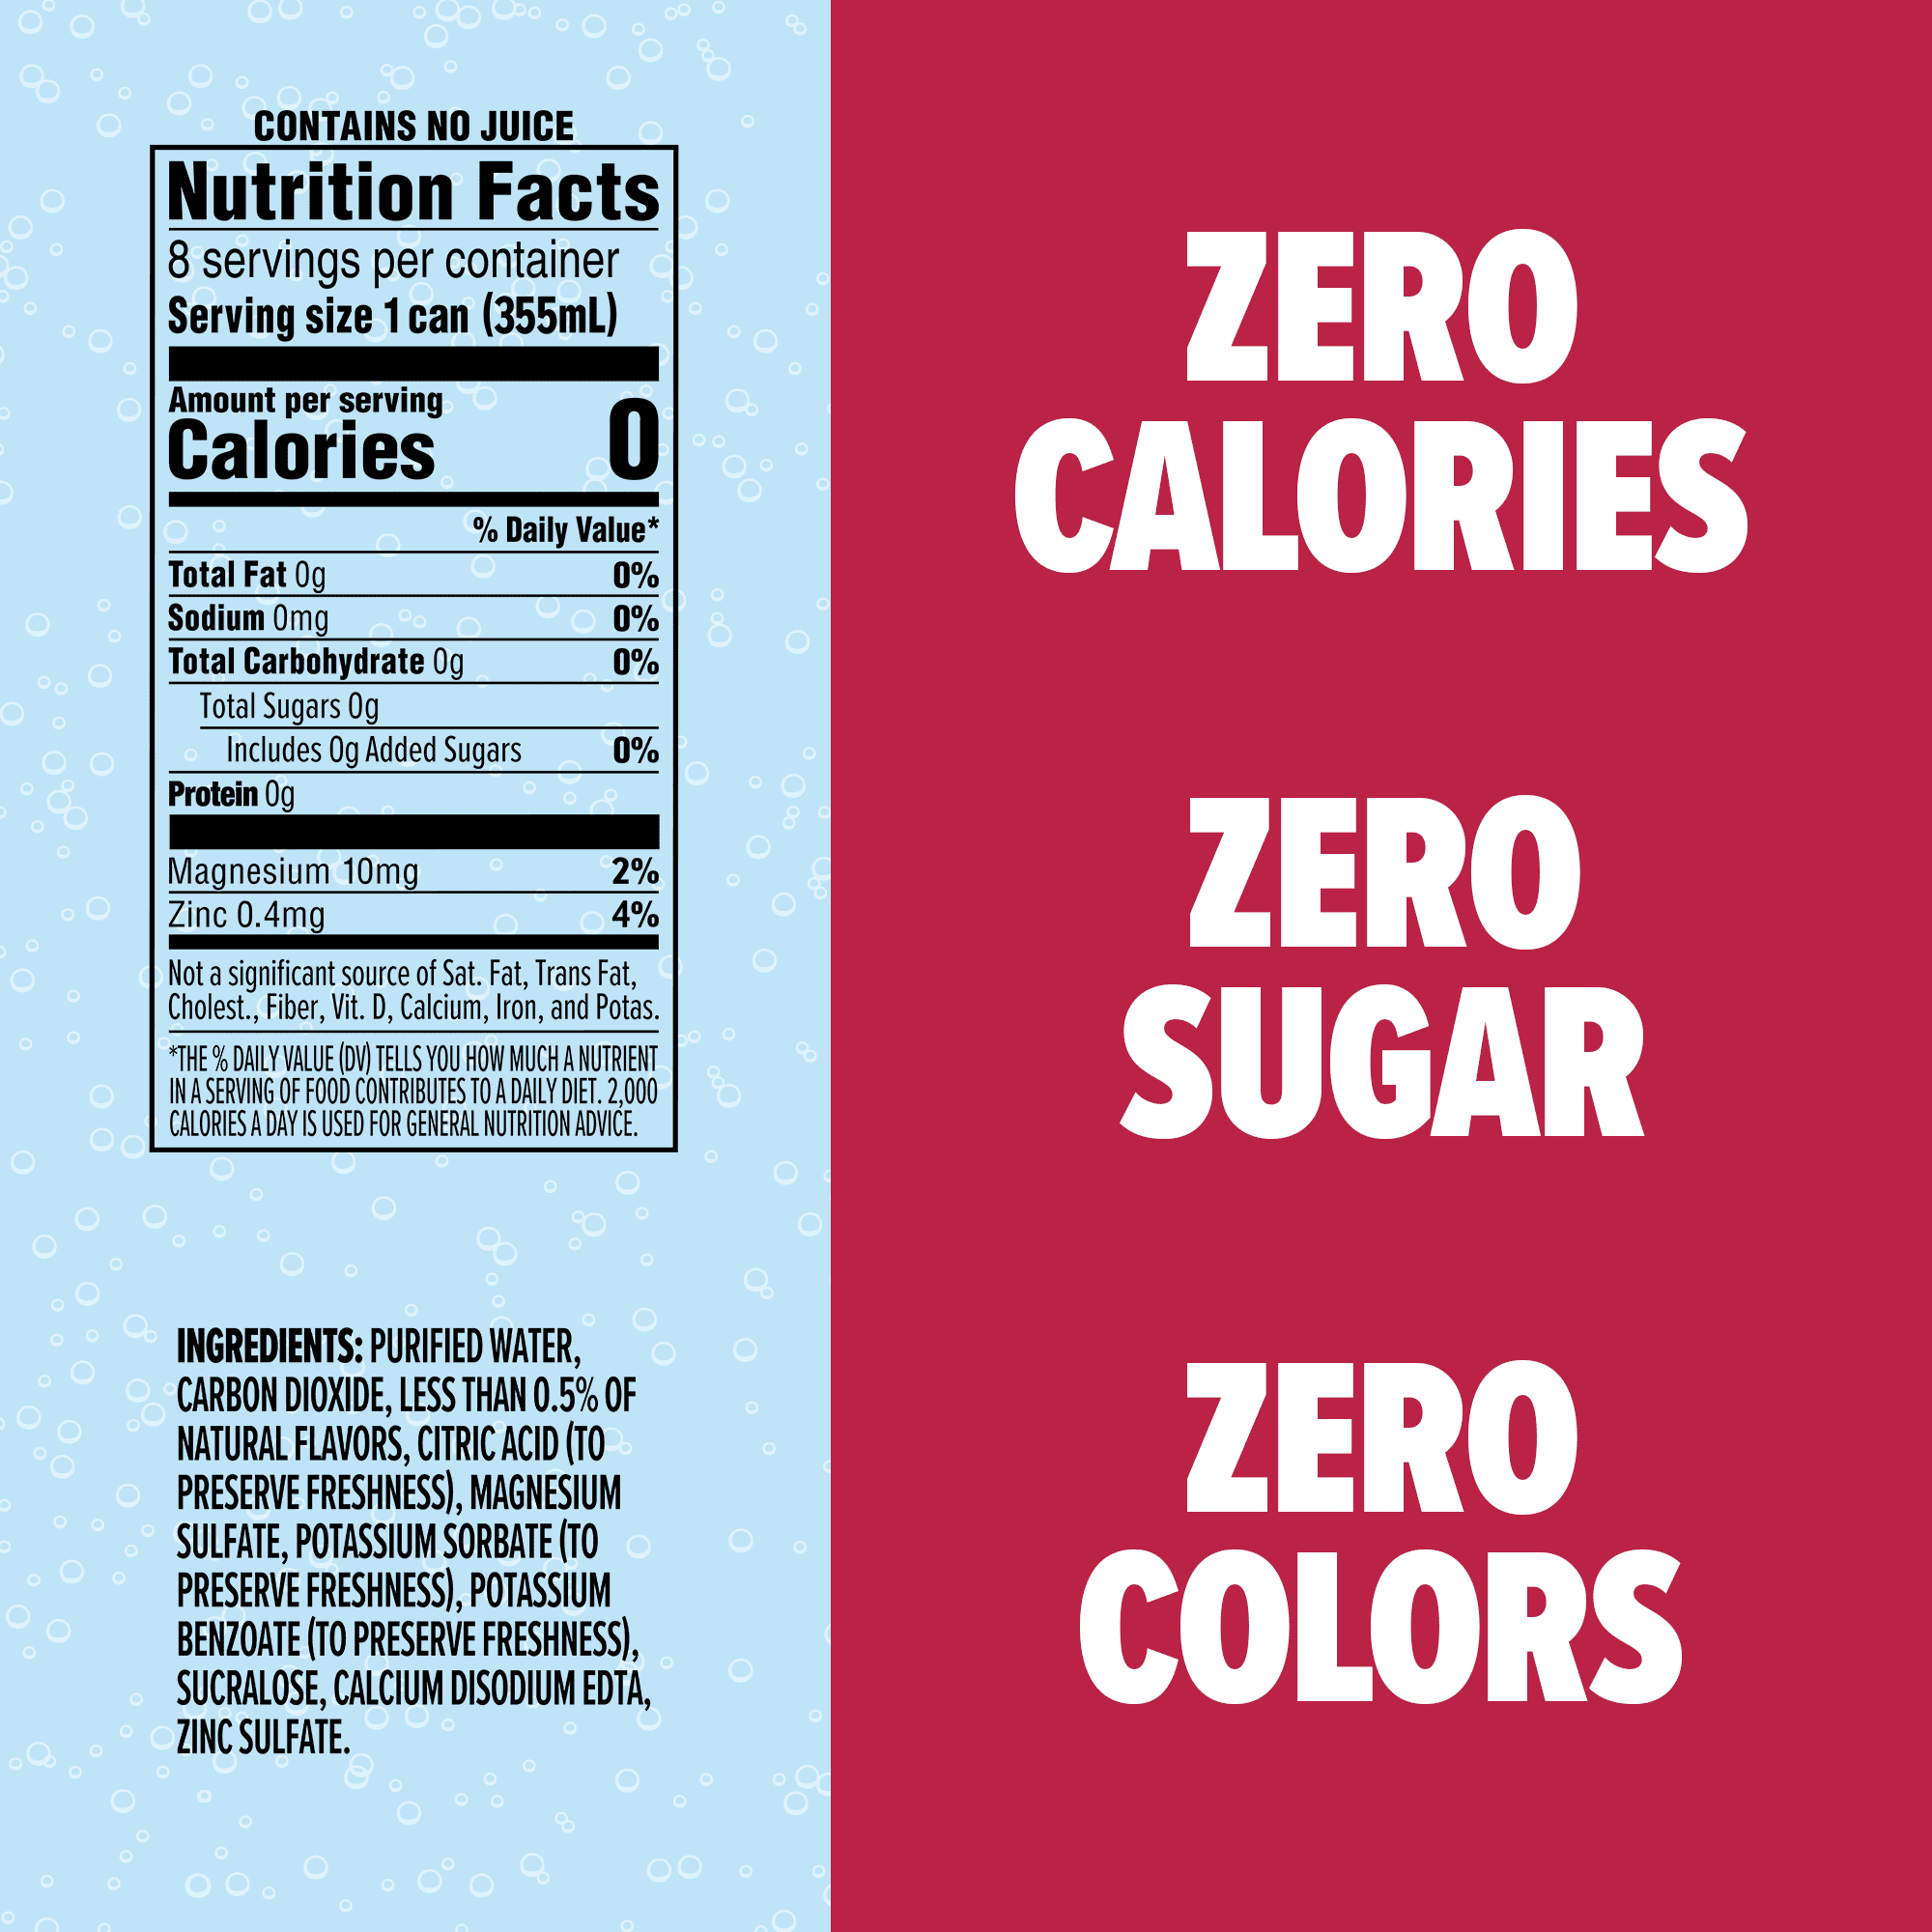 CONTAINS NO JUICE
Nutrition Facts
8 servings per container
Serving size 1 can (355mL)
Amount per serving
Calories 0
% Daily Value*
Total Fat 0g 0%
Sodium 0mg 0%
Total Carbohydrate 0g 0%
Total Sugars 0g
Includes 0g Added Sugars 0%
Protein 0g
Magnesium 10mg 2%
Zinc 0.4mg 4%
Not a significant source of Sat. Fat, Trans Fat,
Cholest., Fiber, Vit. D, Calcium, Iron, and Potas.
*THE % DAILY VALUE (DV) TELLS YOU HOW MUCH A NUTRIENT
IN A SERVING OF FOOD CONTRIBUTES TO A DAILY DIET. 2,000
CALORIES A DAY IS USED FOR GENERAL NUTRITION ADVICE.
INGREDIENTS: PURIFIED WATER,
CARBON DIOXIDE, LESS THAN 0.5% OF
NATURAL FLAVORS, CITRIC ACID (TO
PRESERVE FRESHNESS), MAGNESIUM
SULFATE, POTASSIUM SORBATE (TO
PRESERVE FRESHNESS), POTASSIUM
BENZOATE (TO PRESERVE FRESHNESS),
SUCRALOSE, CALCIUM DISODIUM EDTA,
ZINC SULFATE.
ZERO
CALORIES
ZERO
SUGAR
ZERO
COLORS